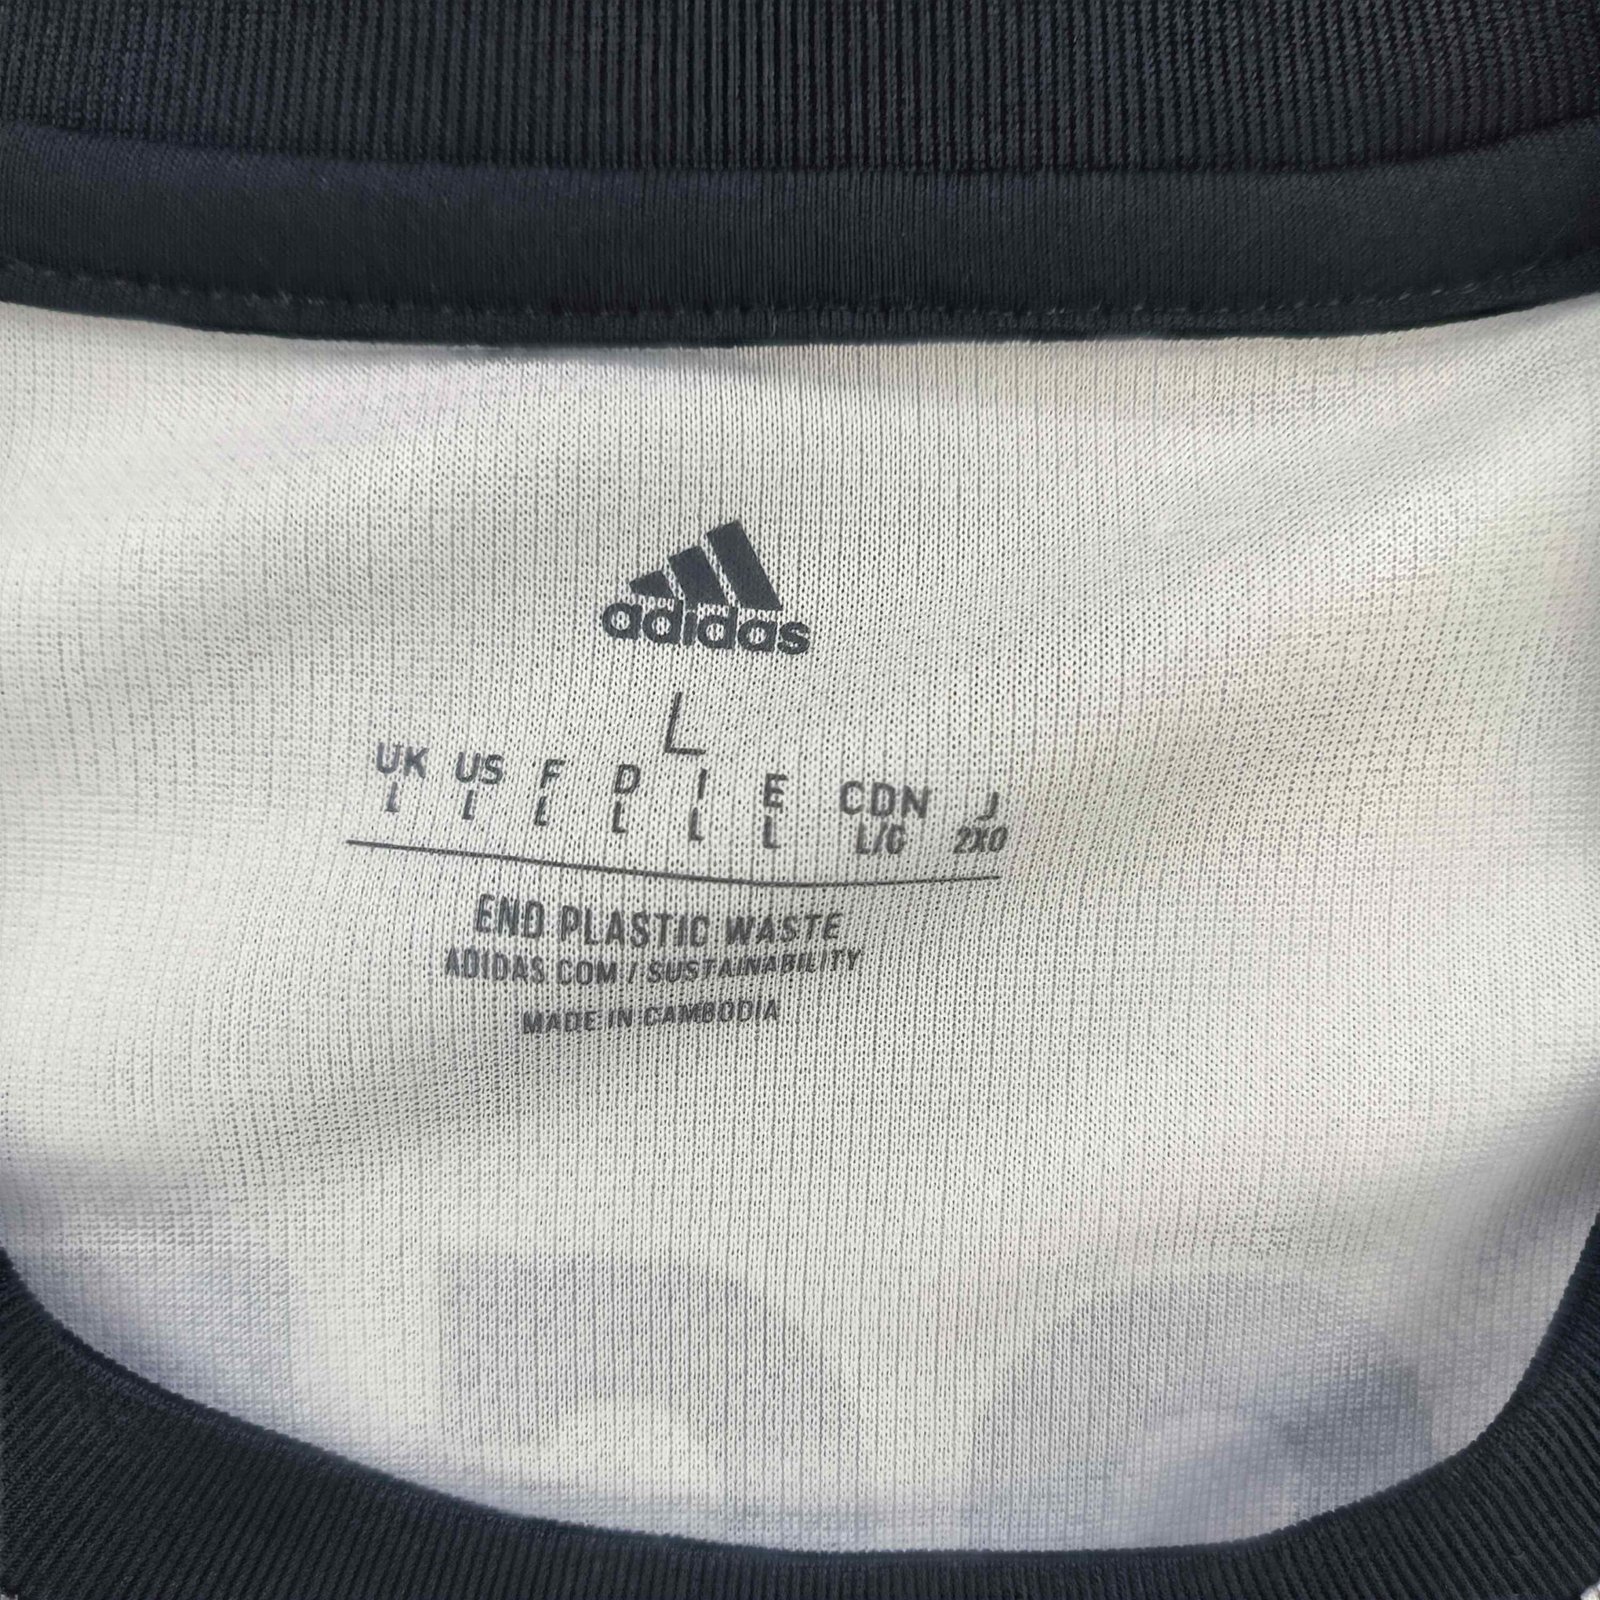 adidas
L
UK US F D I E CDN J
L L L L L L L/G 2XO
END PLASTIC WASTE
ADIDAS.COM/SUSTAINABILITY
MADE IN CAMBODIA